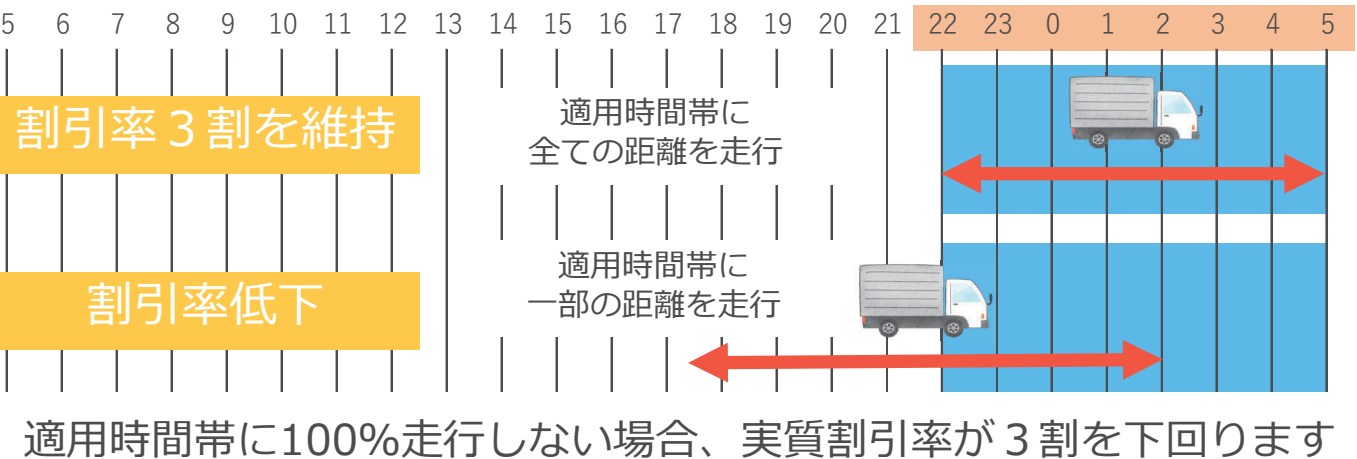 5 6 7 8 9 10 11 12 13 14 15 16 17 18 19 20 21 22 23 0 1 2 3 4 5
割引率３割を維持
適用時間帯に
全ての距離を走行
割引率低下
適用時間帯に
一部の距離を走行
適用時間帯に100%走行しない場合、実質割引率が３割を下回ります